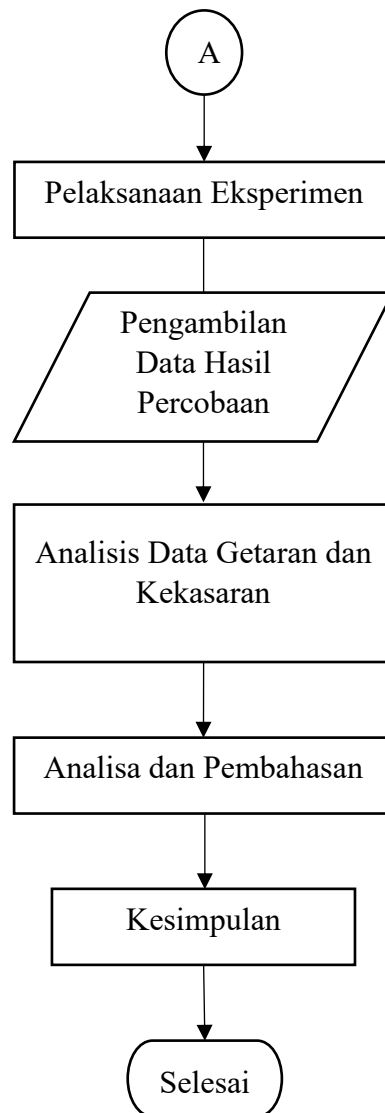 A
Pelaksanaan Eksperimen
Pengambilan
Data Hasil
Percobaan
Analisis Data Getaran dan
Kekasaran
Analisa dan Pembahasan
Kesimpulan
Selesai